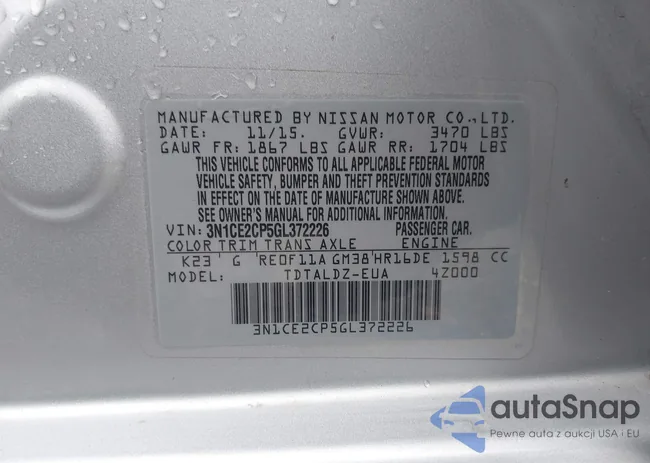 MANUFACTURED BY NISSAN MOTOR CO.,LTD.
DATE: 11/15. GVWR: 3470 LBS
GAWR FR: 1867 LBS GAWR RR: 1704 LBS
THIS VEHICLE CONFORMS TO ALL APPLICABLE FEDERAL MOTOR
VEHICLE SAFETY, BUMPER AND THEFT PREVENTION STANDARDS
IN EFFECT ON THE DATE OF MANUFACTURE SHOWN ABOVE.
SEE OWNER'S MANUAL FOR ADDITIONAL INFORMATION.
VIN: 3N1CE2CP5GL372226 PASSENGER CAR.
COLOR TRIM TRANS AXLE ENGINE
K23 G RE0F11A GM38 HR16DE 1598 CC
MODEL: TDTALDZ-EUA 4Z000
3N1CE2CP5GL372226
autaSnap
Pewne auta z aukcji USA i EU